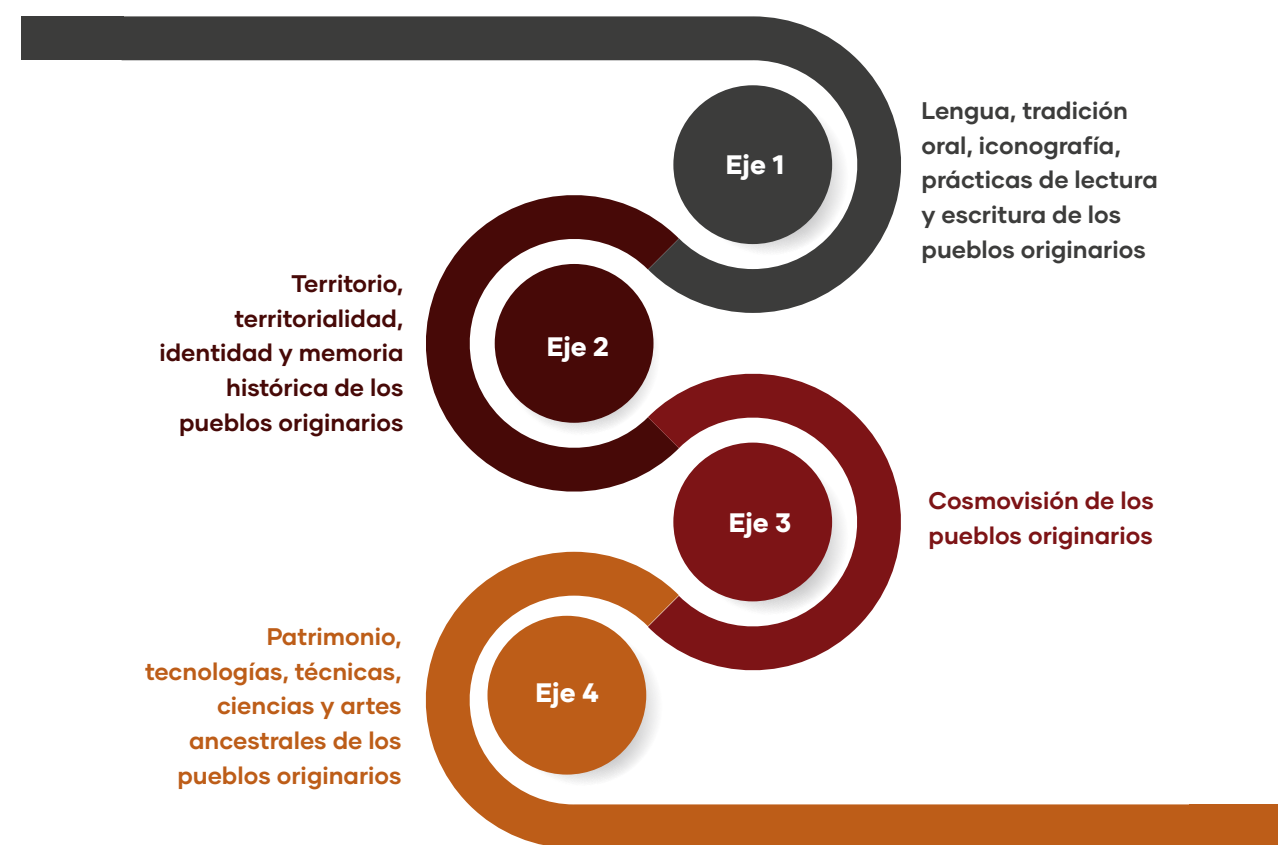 Eje 1
Lengua, tradición
oral, iconografía,
prácticas de lectura
y escritura de los
pueblos originarios
Eje 2
Territorio,
territorialidad,
identidad y memoria
histórica de los
pueblos originarios
Eje 3
Cosmovisión de los
pueblos originarios
Eje 4
Patrimonio,
tecnologías, técnicas,
ciencias y artes
ancestrales de los
pueblos originarios